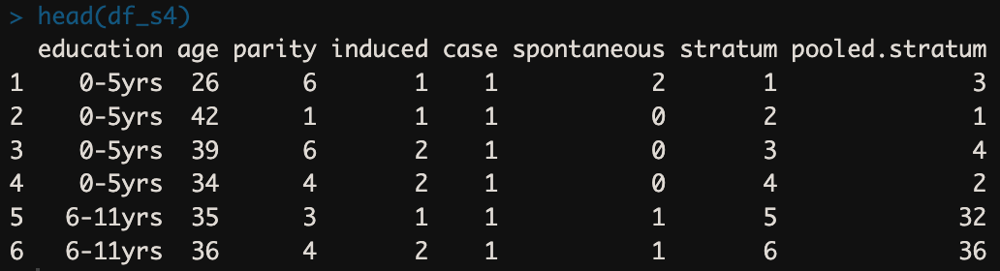 > head(df_s4)
education age parity induced case spontaneous stratum pooled.stratum
1 0-5yrs 26 6 1 1 2 1 3
2 0-5yrs 42 1 1 1 0 2 1
3 0-5yrs 39 6 2 1 0 3 4
4 0-5yrs 34 4 2 1 0 4 2
5 6-11yrs 35 3 1 1 1 5 32
6 6-11yrs 36 4 2 1 1 6 36